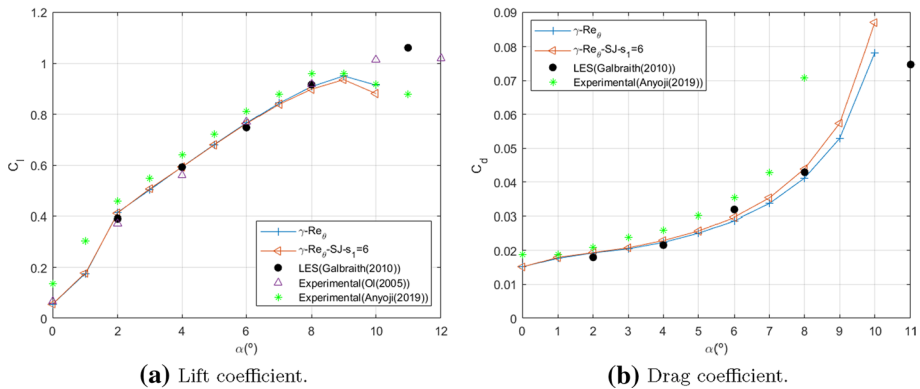 1.2
1
0.8
0.6
0.4
0.2
0
C_l
γ-Re_θ
γ-Re_θ-SJ-s_1=6
LES(Galbraith(2010))
Experimental(Ol(2005))
Experimental(Anyoji(2019))
0 2 4 6 8 10 12
α(º)
(a) Lift coefficient.
0.09
0.08
0.07
0.06
0.05
0.04
0.03
0.02
0.01
0
C_d
γ-Re_θ
γ-Re_θ-SJ-s_1=6
LES(Galbraith(2010))
Experimental(Anyoji(2019))
0 1 2 3 4 5 6 7 8 9 10 11
α(º)
(b) Drag coefficient.